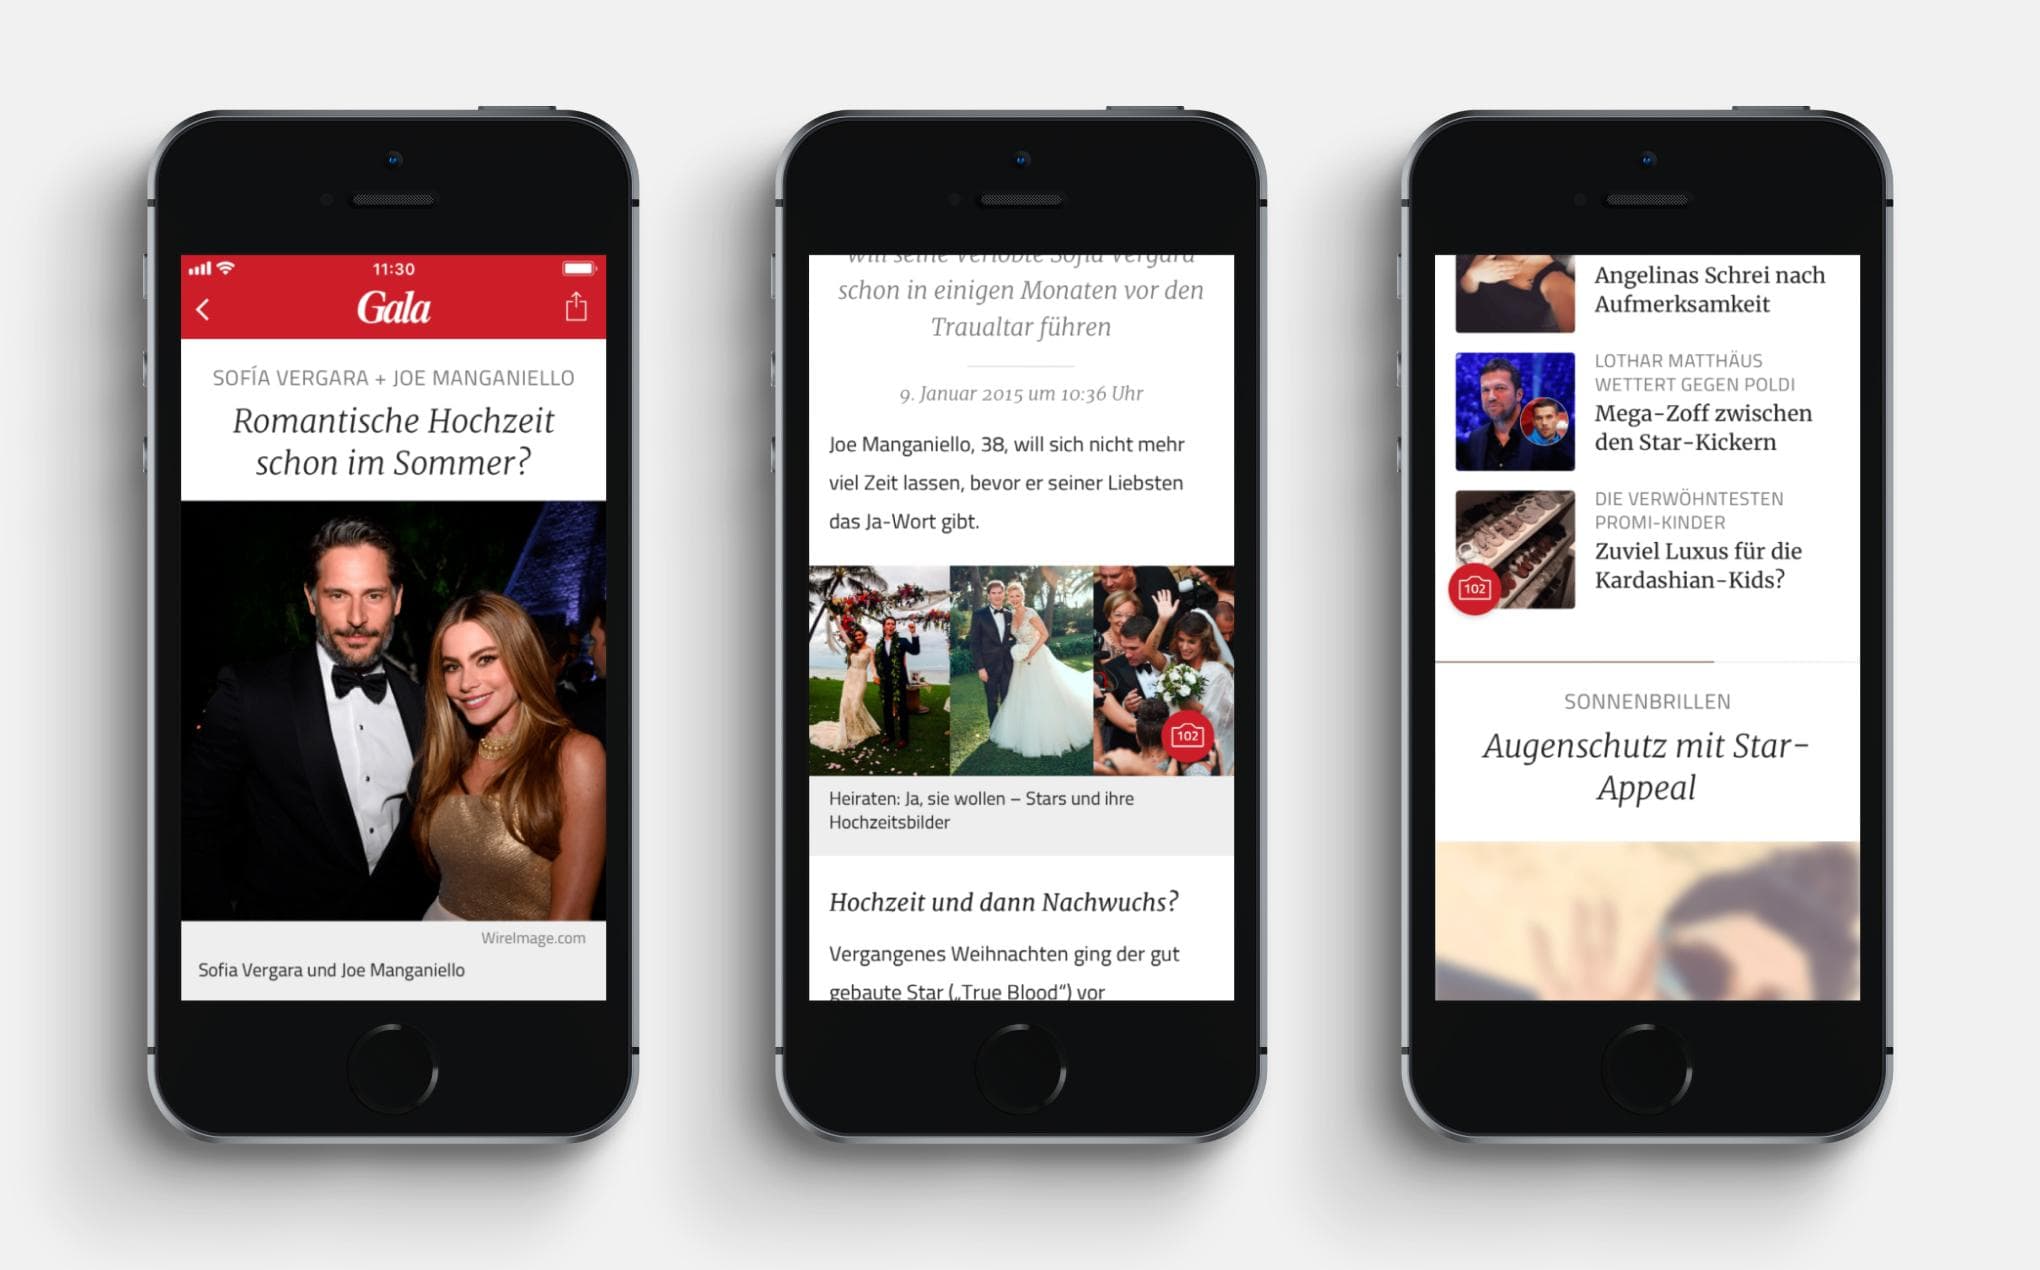 11:30
Gala
SOFÍA VERGARA + JOE MANGANIELLO
Romantische Hochzeit
schon im Sommer?
WireImage.com
Sofia Vergara und Joe Manganiello
will seine Verlobte Sofia Vergara
schon in einigen Monaten vor den
Traualtar führen
9. Januar 2015 um 10:36 Uhr
Joe Manganiello, 38, will sich nicht mehr
viel Zeit lassen, bevor er seiner Liebsten
das Ja-Wort gibt.
102
Heiraten: Ja, sie wollen – Stars und ihre
Hochzeitsbilder
Hochzeit und dann Nachwuchs?
Vergangenes Weihnachten ging der gut
gebaute Star („True Blood“) vor
Angelinas Schrei nach
Aufmerksamkeit
LOTHAR MATTHÄUS
WETTERT GEGEN POLDI
Mega-Zoff zwischen
den Star-Kickern
DIE VERWÖHNTESTEN
PROMI-KINDER
Zuviel Luxus für die
Kardashian-Kids?
102
SONNENBRILLEN
Augenschutz mit Star-
Appeal